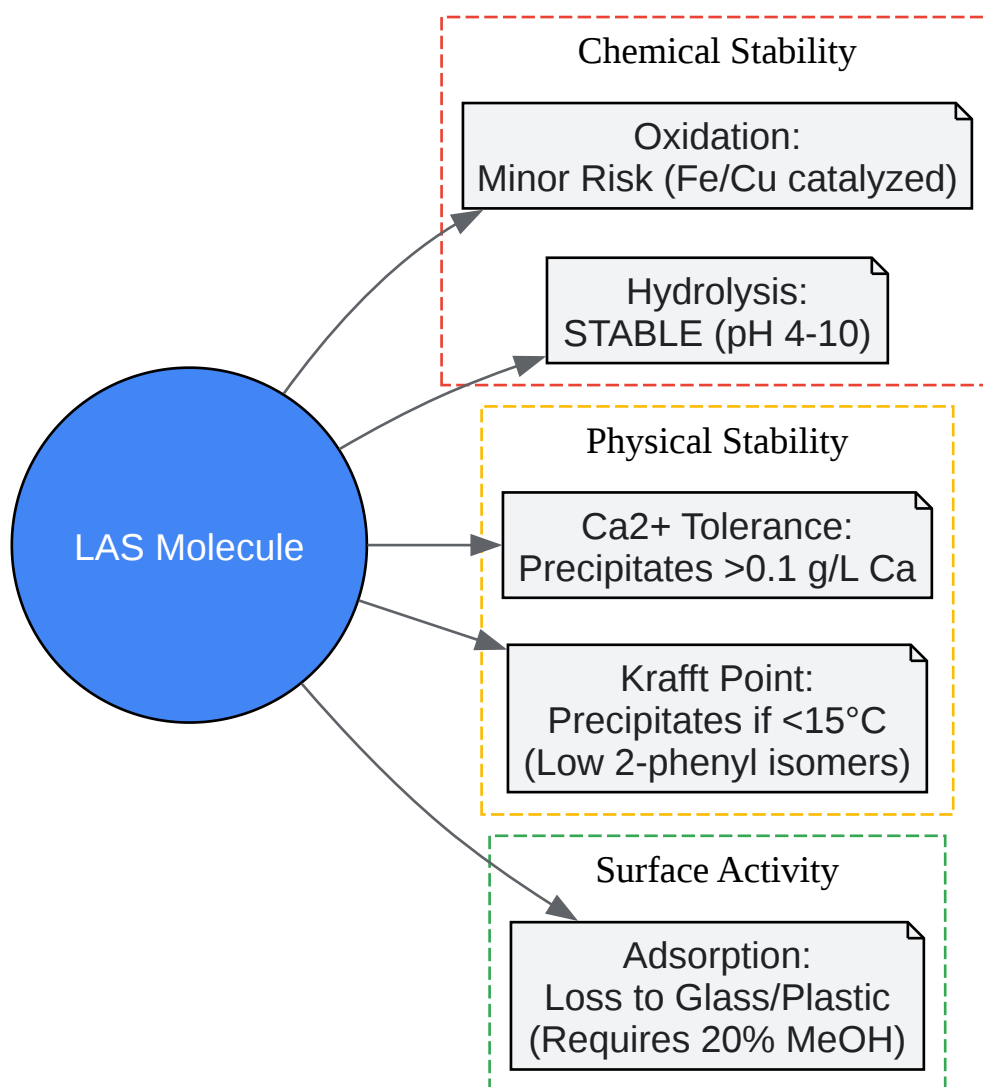 LAS Molecule
Chemical Stability
Oxidation:
Minor Risk (Fe/Cu catalyzed)
Hydrolysis:
STABLE (pH 4-10)
Physical Stability
Ca2+ Tolerance:
Precipitates >0.1 g/L Ca
Krafft Point:
Precipitates if <15°C
(Low 2-phenyl isomers)
Surface Activity
Adsorption:
Loss to Glass/Plastic
(Requires 20% MeOH)